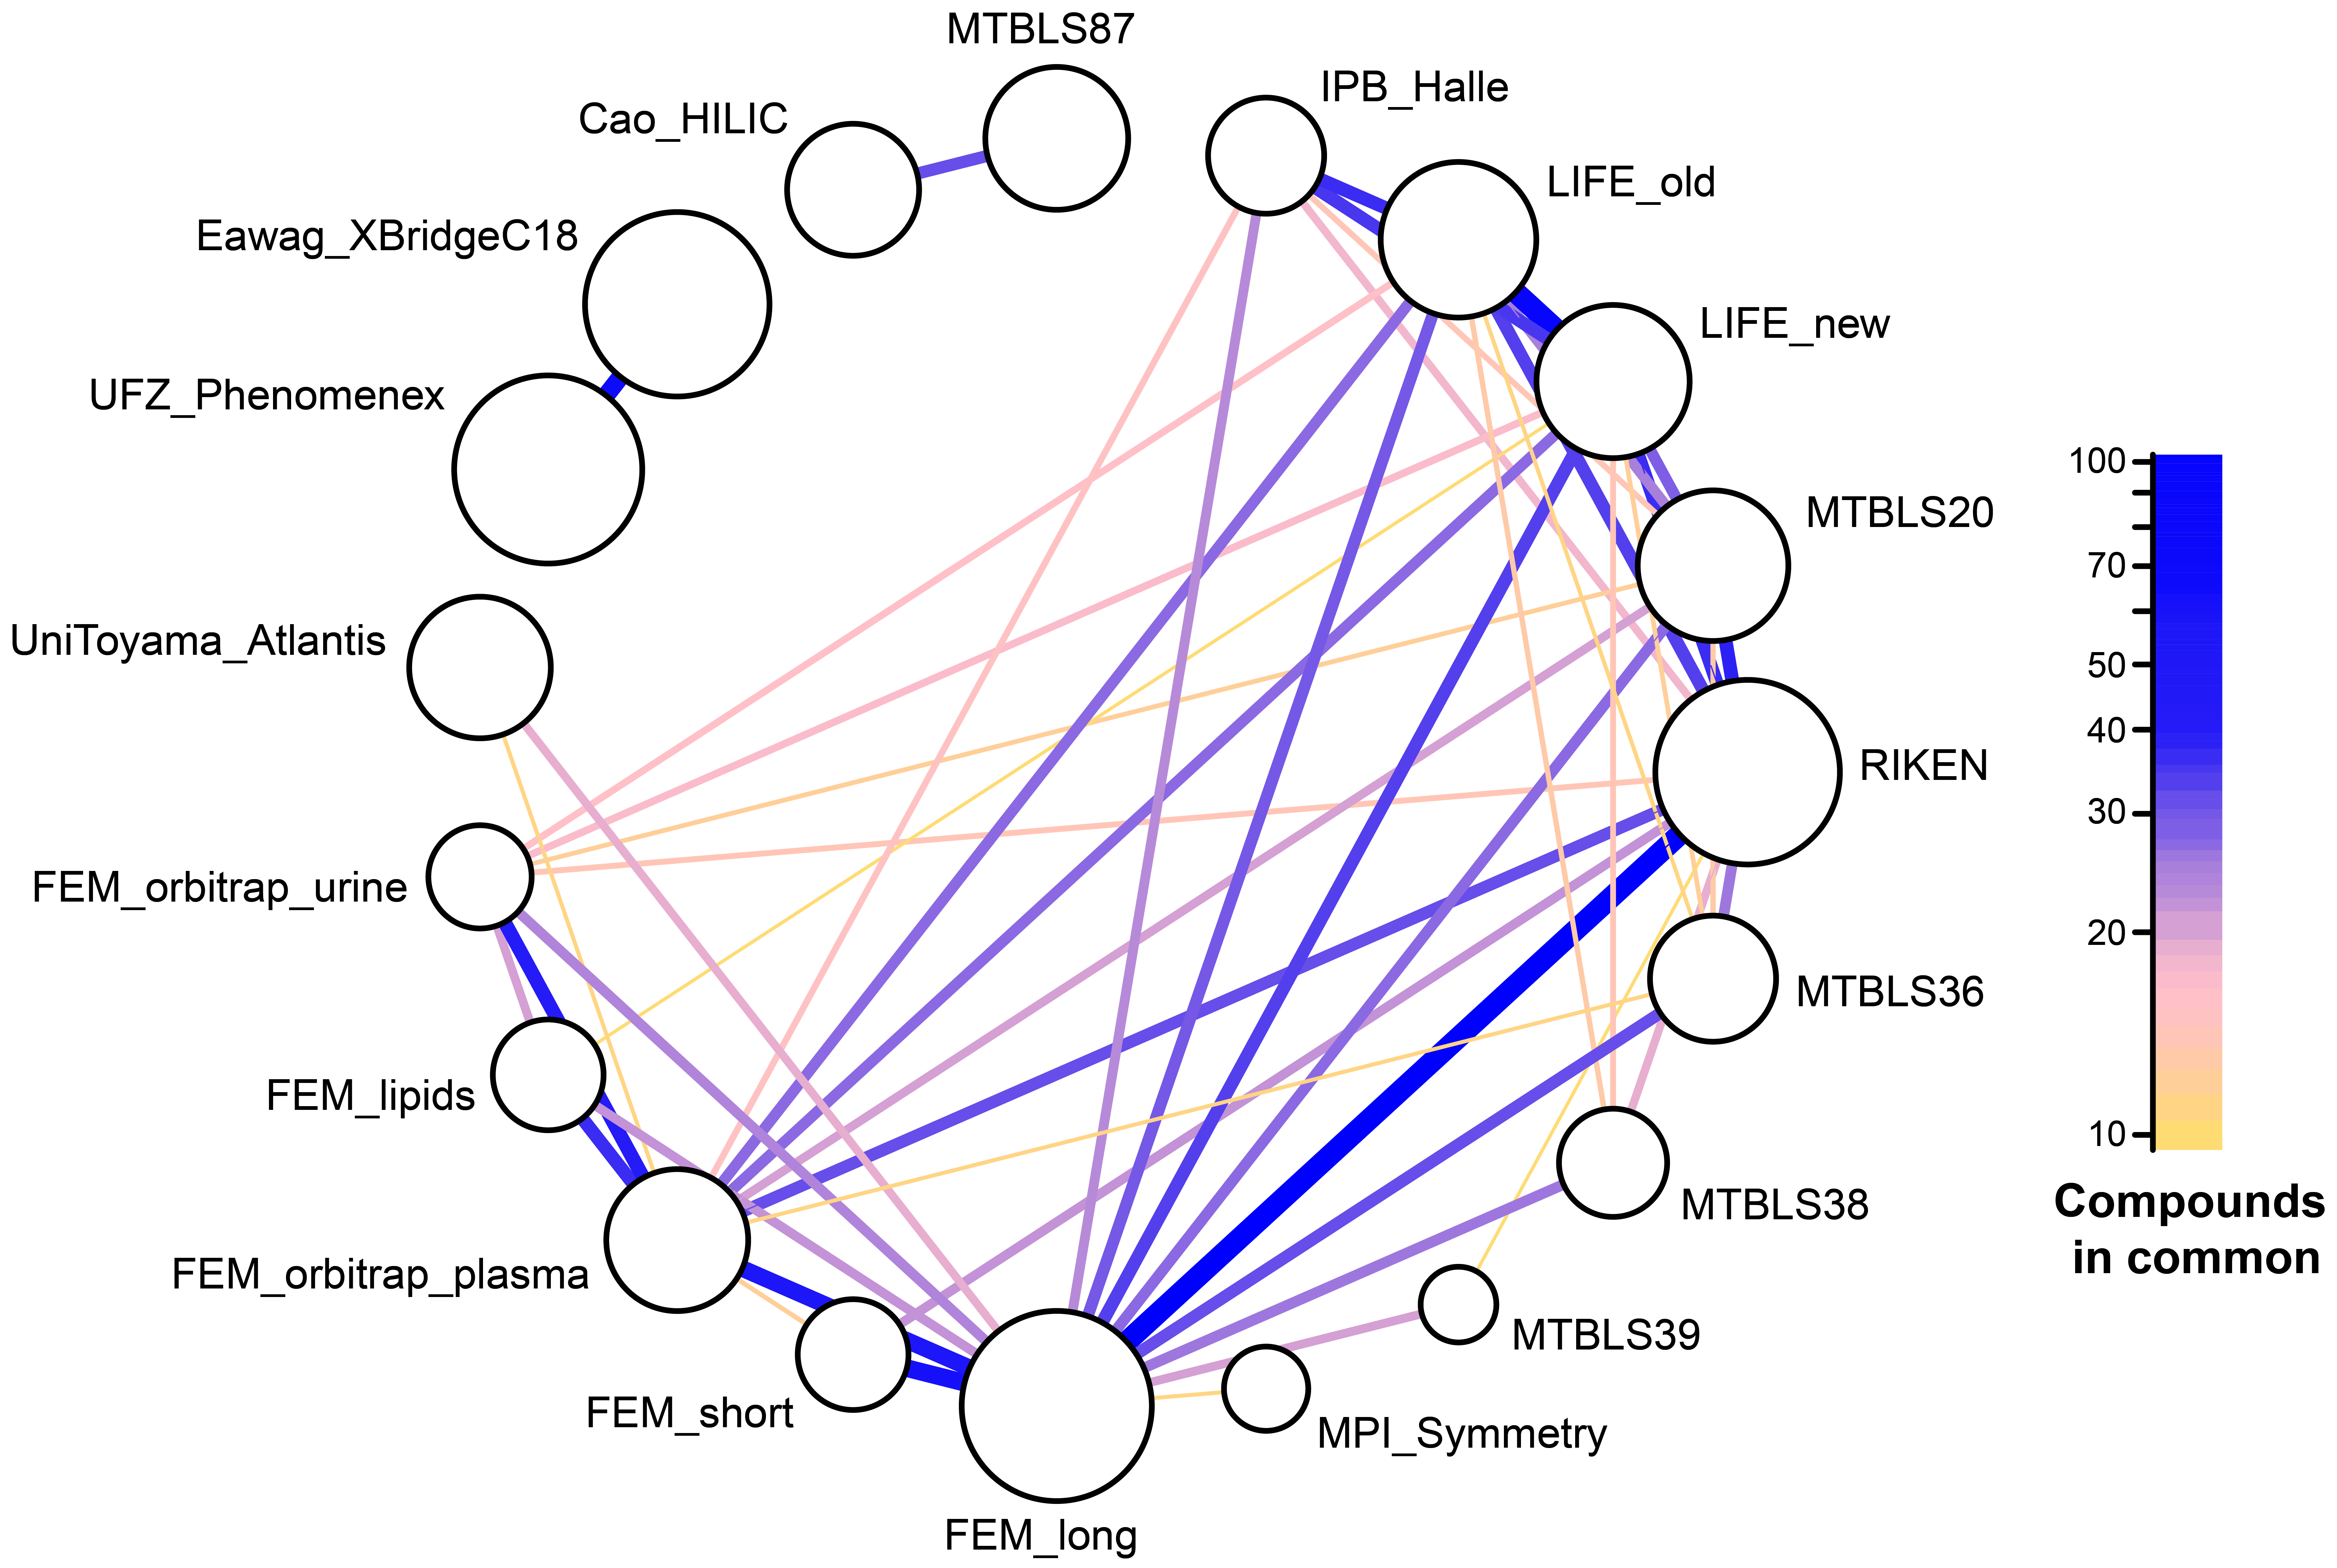 MTBLS87
IPB_Halle
Cao_HILIC
LIFE_old
Eawag_XBridgeC18
LIFE_new
UFZ_Phenomenex
MTBLS20
UniToyama_Atlantis
RIKEN
FEM_orbitrap_urine
MTBLS36
FEM_lipids
MTBLS38
FEM_orbitrap_plasma
MTBLS39
FEM_short
MPI_Symmetry
FEM_long
100
70
50
40
30
20
10
Compounds
in common